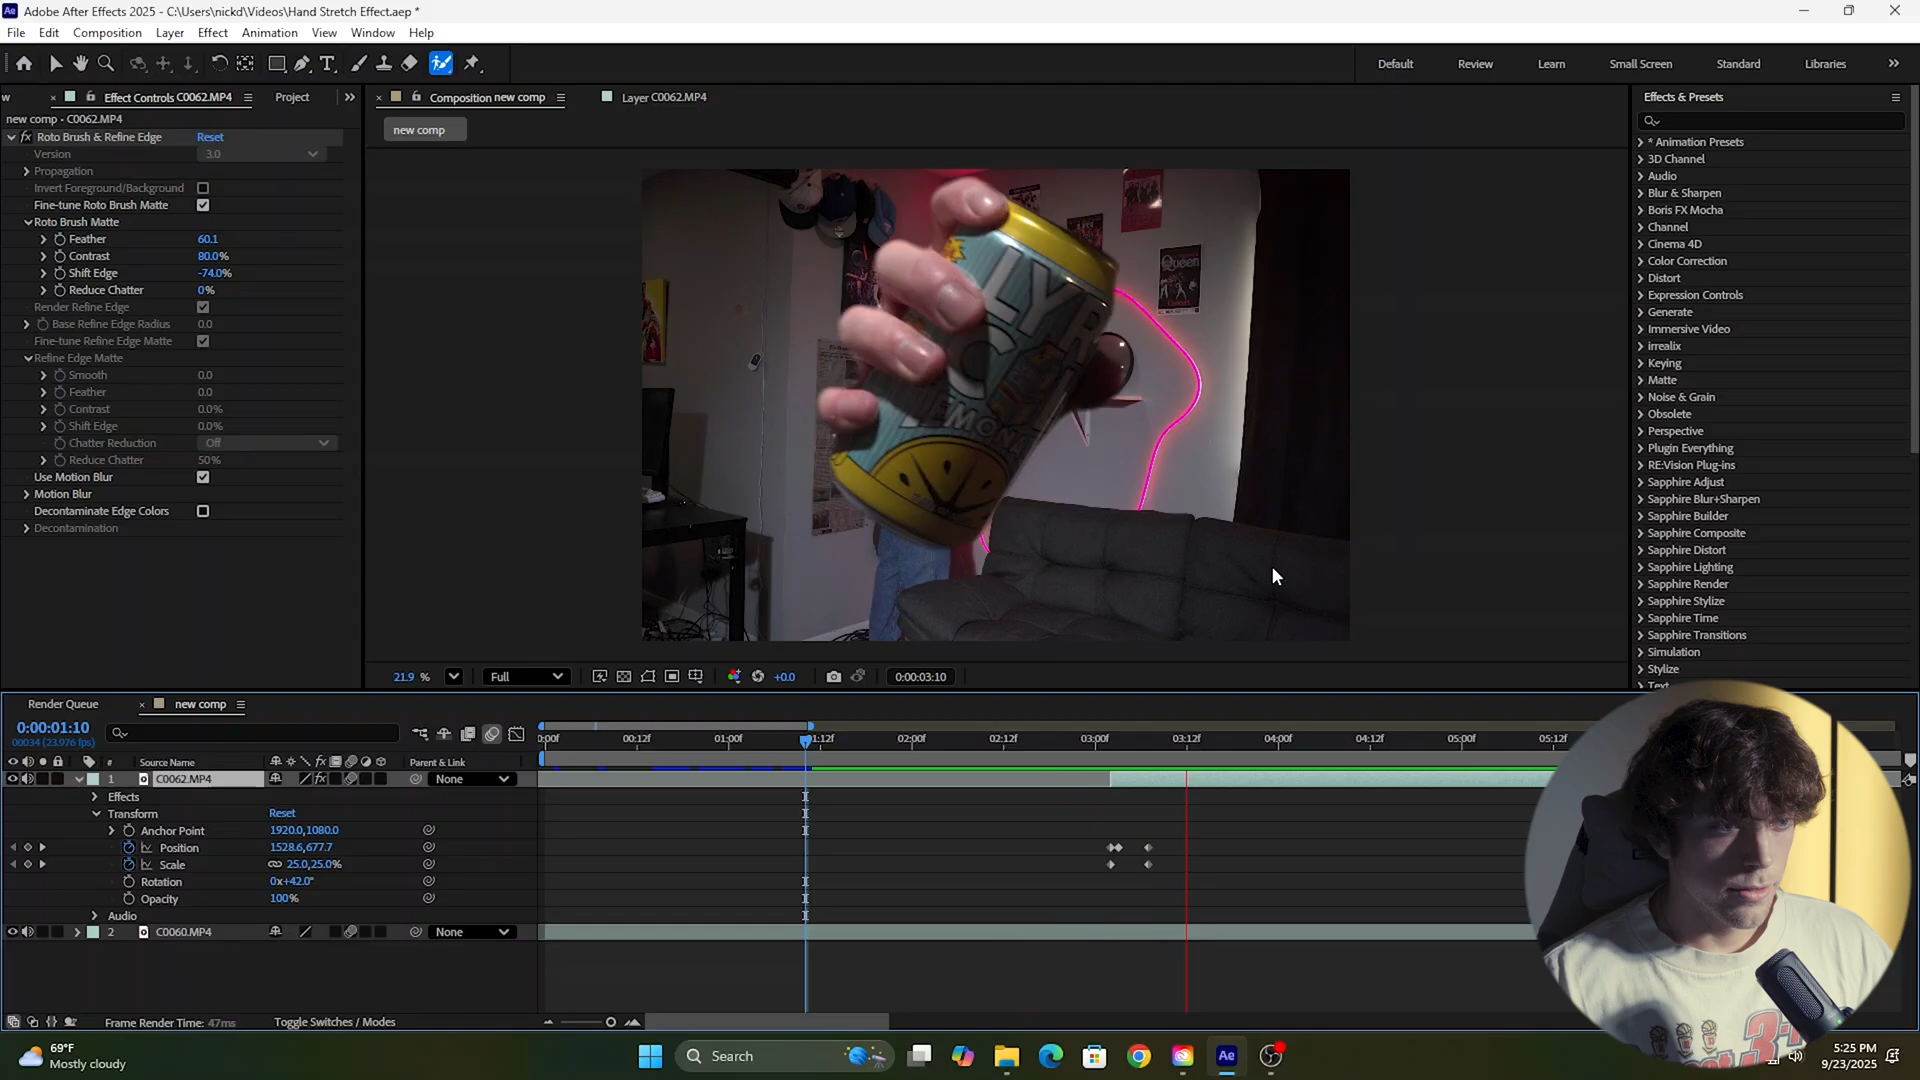 Adobe After Effects 2025 - C:\Users\nickd\Videos\Hand Stretch Effect.aep *
File Edit Composition Layer Effect Animation View Window Help
Default Review Learn Small Screen Standard Libraries
Effect Controls C0062.MP4 Project
new comp - C0062.MP4
fx Roto Brush & Refine Edge Reset
Version 3.0
Propagation
Invert Foreground/Background
Fine-tune Roto Brush Matte
Roto Brush Matte
Feather 60.1
Contrast 80.0%
Shift Edge -74.0%
Reduce Chatter 0%
Render Refine Edge
Base Refine Edge Radius 0.0
Fine-tune Refine Edge Matte
Refine Edge Matte
Smooth 0.0
Feather 0.0
Contrast 0.0%
Shift Edge 0.0%
Chatter Reduction Off
Reduce Chatter 50%
Use Motion Blur
Motion Blur
Decontaminate Edge Colors
Decontamination
Composition new comp Layer C0062.MP4
new comp
Queen
21.9 % Full +0.0 0:00:03:10
Effects & Presets
* Animation Presets
3D Channel
Audio
Blur & Sharpen
Boris FX Mocha
Channel
Cinema 4D
Color Correction
Distort
Expression Controls
Generate
Immersive Video
irrealix
Keying
Matte
Noise & Grain
Obsolete
Perspective
Plugin Everything
RE:Vision Plug-ins
Sapphire Adjust
Sapphire Blur+Sharpen
Sapphire Builder
Sapphire Composite
Sapphire Distort
Sapphire Lighting
Sapphire Render
Sapphire Stylize
Sapphire Time
Sapphire Transitions
Simulation
Stylize
Text
Render Queue new comp
0:00:01:10
00034 (23.976 fps)
0:00f 00:12f 01:00f 01:12f 02:00f 02:12f 03:00f 03:12f 04:00f 04:12f 05:00f 05:12f
# Source Name fx Parent & Link
1 C0062.MP4 fx None
Effects
Transform Reset
Anchor Point 1920.0,1080.0
Position 1528.6,677.7
Scale 25.0,25.0%
Rotation 0x+42.0°
Opacity 100%
Audio
2 C0060.MP4 None
Frame Render Time: 47ms Toggle Switches / Modes
69°F
Mostly cloudy
Search
5:25 PM
9/23/2025